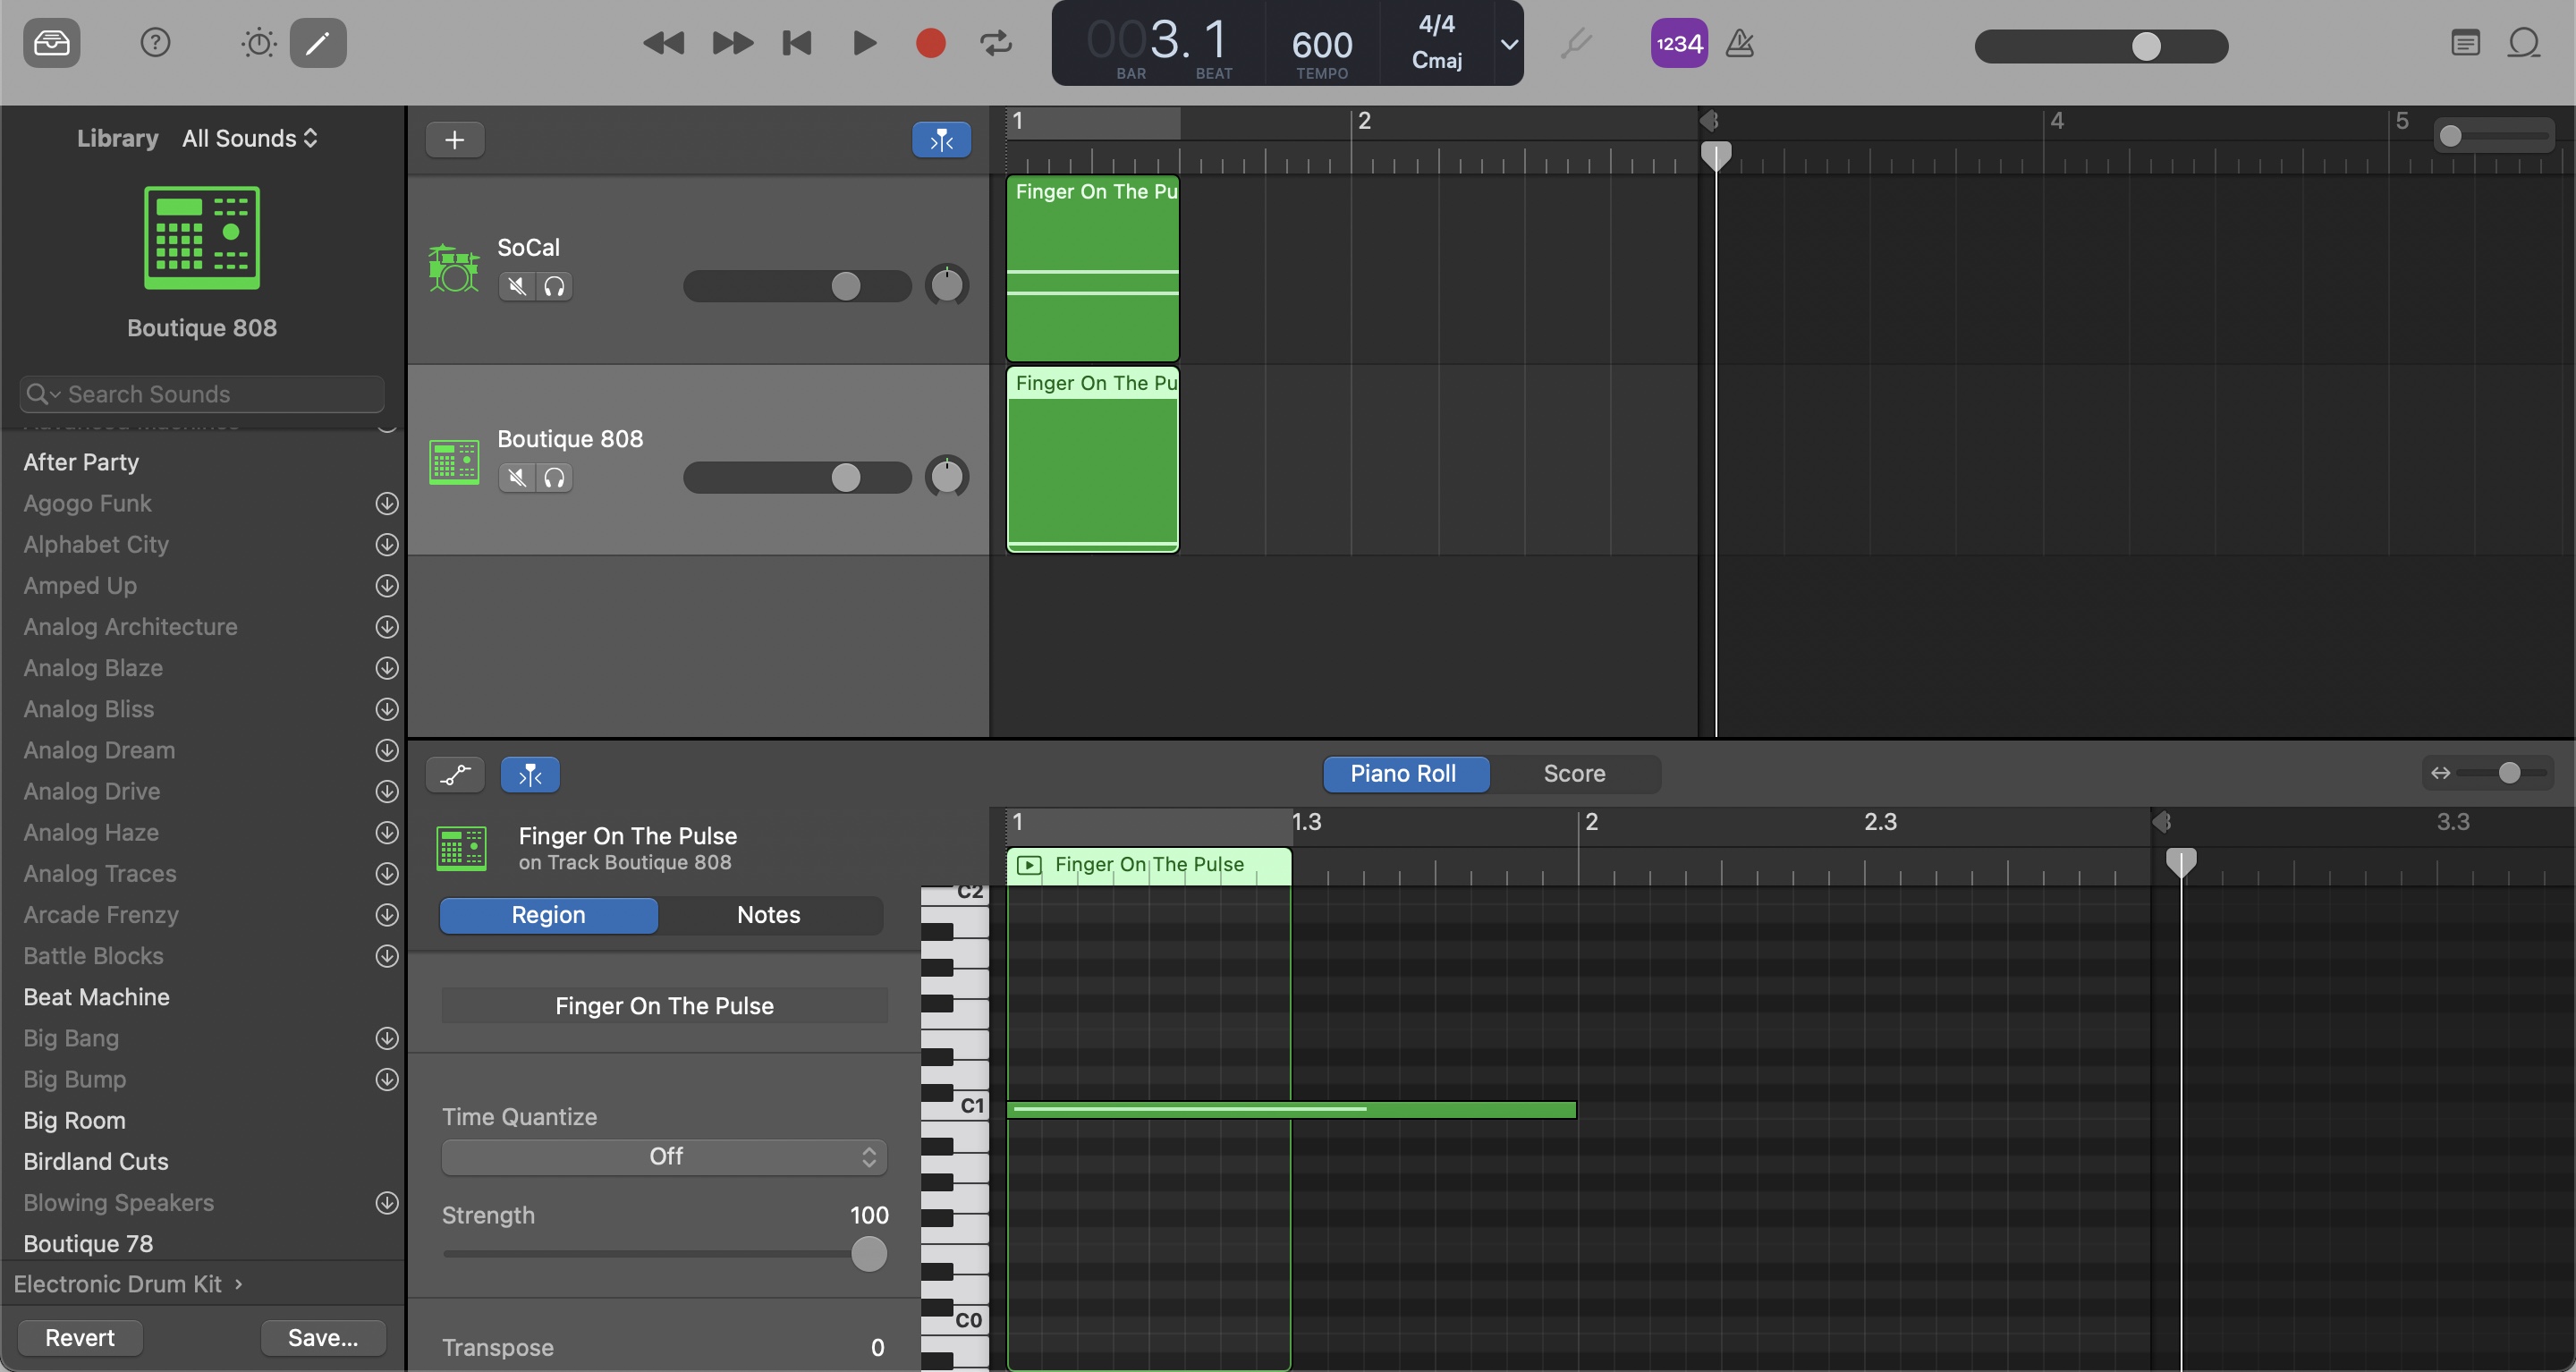 003. 1
BAR
BEAT
600
TEMPO
4/4
Cmaj
1234
Library
All Sounds
Boutique 808
Search Sounds
After Party
Agogo Funk
Alphabet City
Amped Up
Analog Architecture
Analog Blaze
Analog Bliss
Analog Dream
Analog Drive
Analog Haze
Analog Traces
Arcade Frenzy
Battle Blocks
Beat Machine
Big Bang
Big Bump
Big Room
Birdland Cuts
Blowing Speakers
Boutique 78
Electronic Drum Kit
Revert
Save...
SoCal
Boutique 808
1
2
3
4
5
Finger On The Pu
Finger On The Pu
Piano Roll
Score
Finger On The Pulse
on Track Boutique 808
Region
Notes
Finger On The Pulse
Time Quantize
Off
Strength
100
Transpose
0
1
1.3
2
2.3
3
3.3
Finger On The Pulse
C2
C1
C0